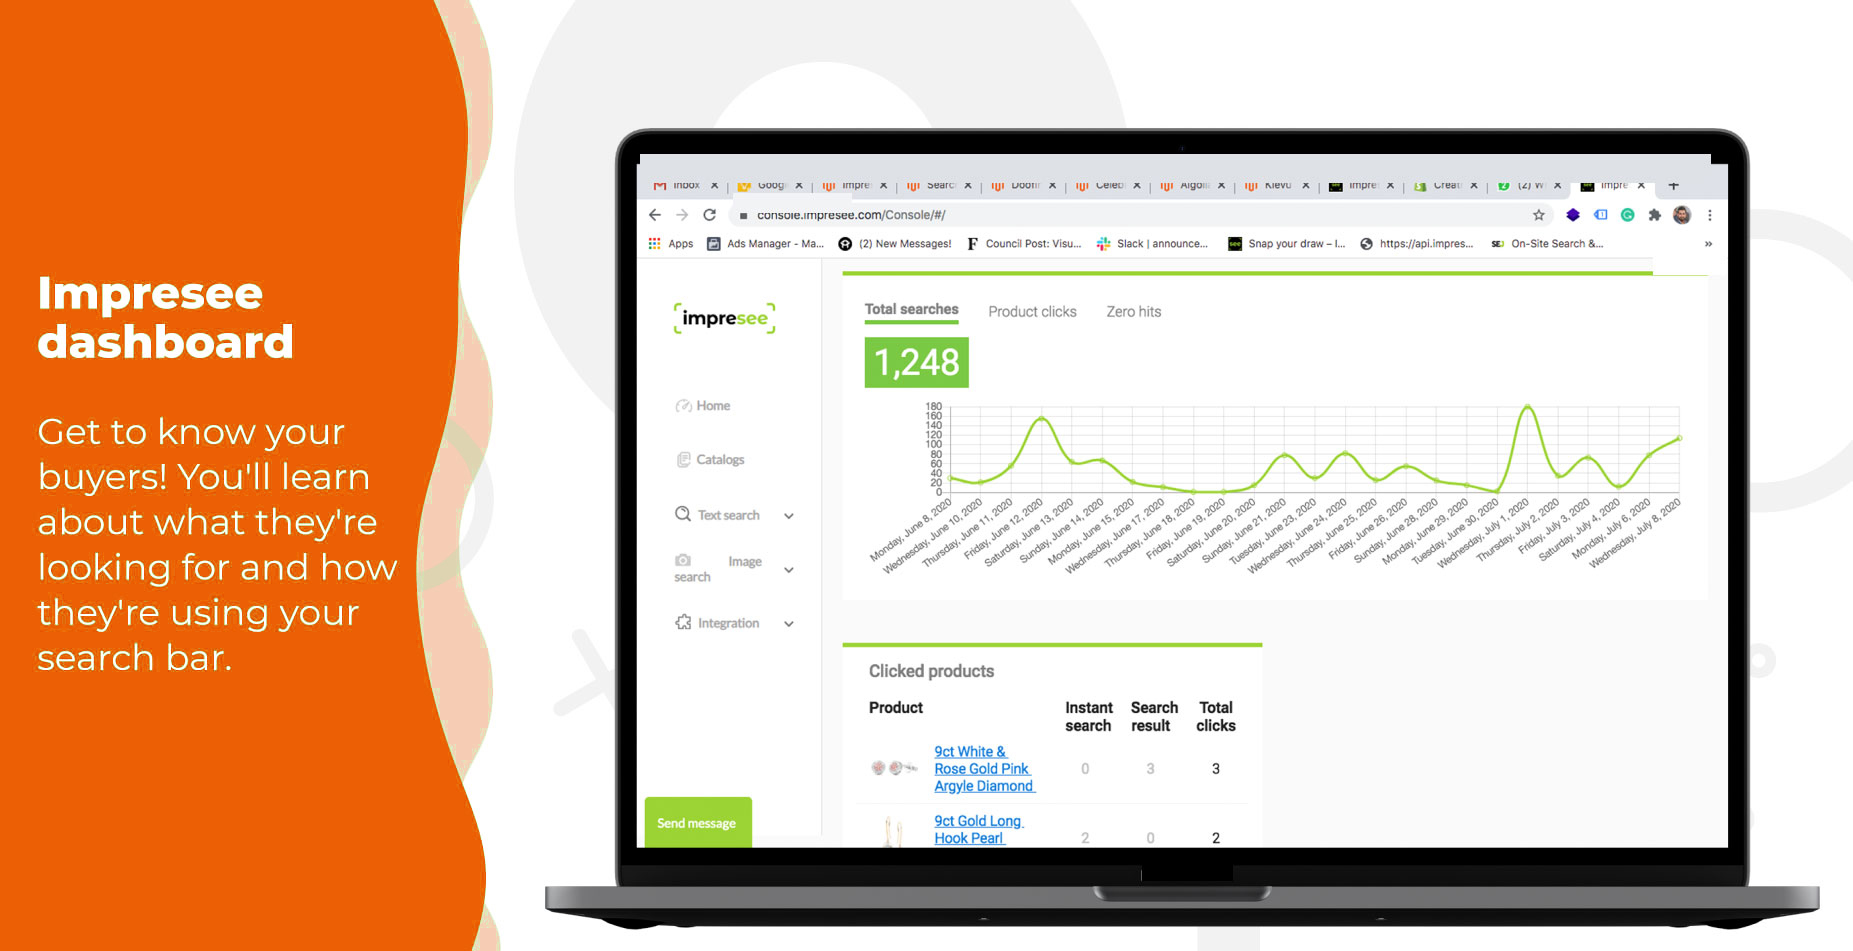 Impresee
dashboard
Get to know your
buyers! You'll learn
about what they're
looking for and how
they're using your
search bar.
Inbox
Impre
(2)
Impre
console.impresee.com/Console/#/
Apps
Ads Manager - Ma...
(2) New Messages!
Council Post: Visu...
Slack | announce...
Snap your draw – I...
https://api.impres...
On-Site Search &...
»
impresee
Home
Catalogs
Text search
Image
search
Integration
Send message
Total searches
Product clicks
Zero hits
1,248
180
160
140
120
100
80
60
40
20
0
Monday, June 8, 2020
Wednesday, June 10, 2020
Thursday, June 11, 2020
Friday, June 12, 2020
Saturday, June 13, 2020
Sunday, June 14, 2020
Monday, June 15, 2020
Wednesday, June 17, 2020
Thursday, June 18, 2020
Friday, June 19, 2020
Saturday, June 20, 2020
Sunday, June 21, 2020
Tuesday, June 23, 2020
Wednesday, June 24, 2020
Thursday, June 25, 2020
Friday, June 26, 2020
Sunday, June 28, 2020
Monday, June 29, 2020
Tuesday, June 30, 2020
Wednesday, July 1, 2020
Thursday, July 2, 2020
Friday, July 3, 2020
Saturday, July 4, 2020
Monday, July 6, 2020
Wednesday, July 8, 2020
Clicked products
Product
Instant
search
Search
result
Total
clicks
9ct White &
Rose Gold Pink
Argyle Diamond
0 3 3
9ct Gold Long
Hook Pearl
2 0 2